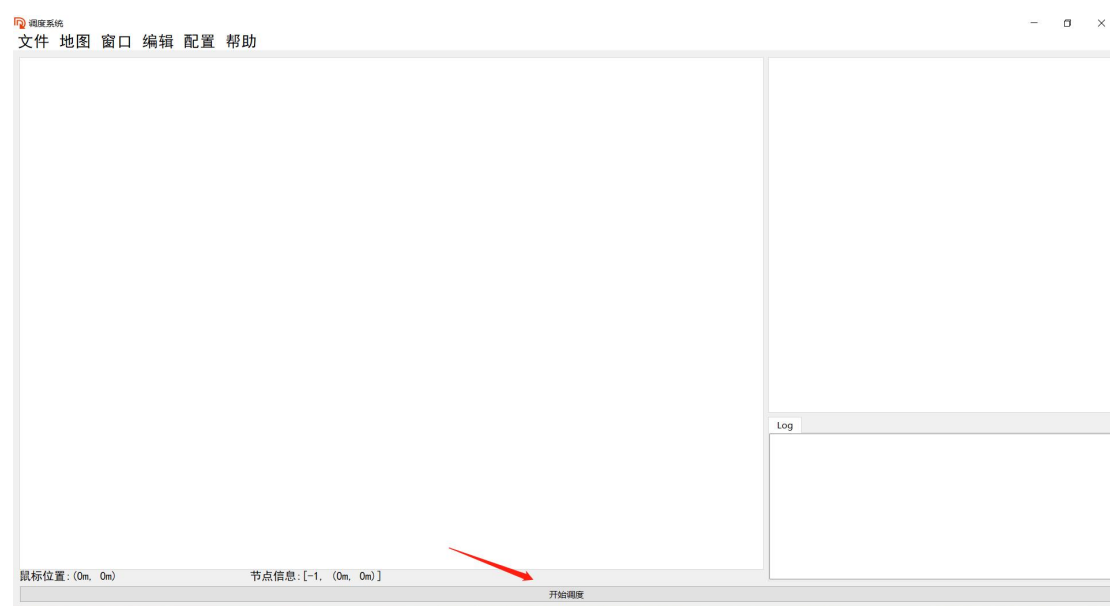 调度系统
文件 地图 窗口 编辑 配置 帮助
Log
鼠标位置:(0m, 0m) 节点信息:[-1, (0m, 0m)]
开始调度